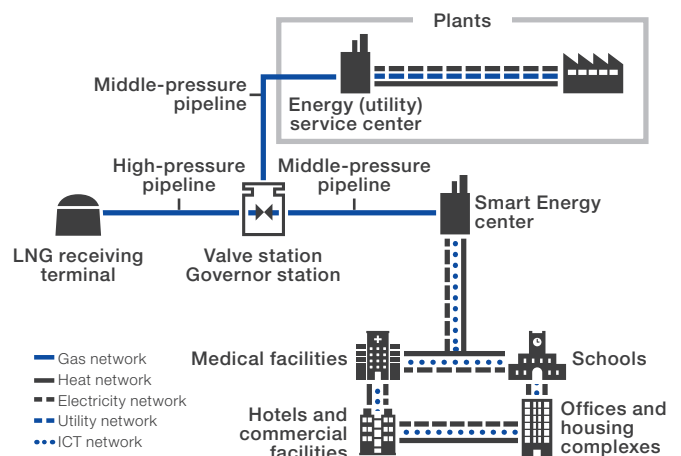 Plants
Middle-pressure
pipeline
Energy (utility)
service center
High-pressure
pipeline
Middle-pressure
pipeline
Smart Energy
center
LNG receiving
terminal
Valve station
Governor station
Medical facilities
Schools
Gas network
Heat network
Electricity network
Utility network
ICT network
Hotels and
commercial
facilities
Offices and
housing
complexes